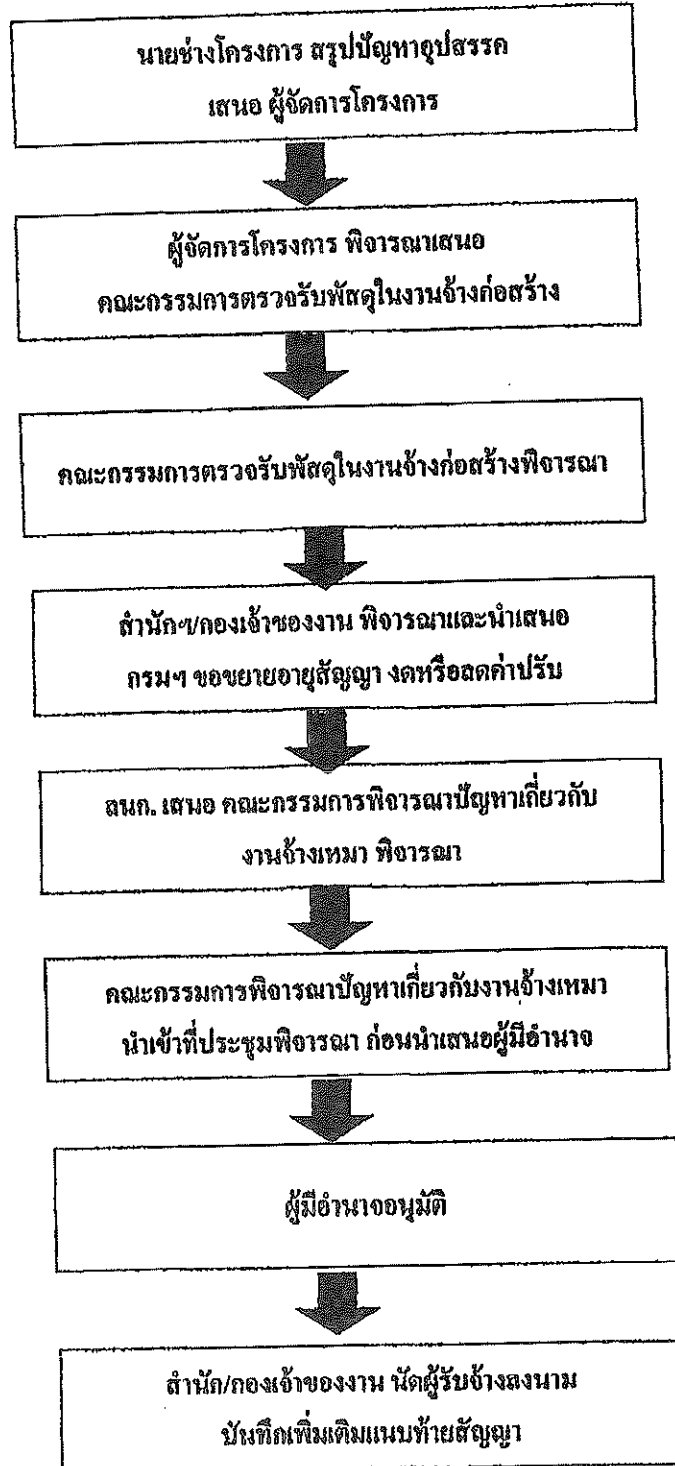 นายช่างโครงการ สรุปปัญหาอุปสรรค
เสนอ ผู้จัดการโครงการ
ผู้จัดการโครงการ พิจารณาเสนอ
คณะกรรมการตรวจรับพัสดุในงานจ้างก่อสร้าง
คณะกรรมการตรวจรับพัสดุในงานจ้างก่อสร้างพิจารณา
สำนักฯ/กองเจ้าของงาน พิจารณาและนำเสนอ
กรมฯ ขอขยายอายุสัญญา งดหรือลดค่าปรับ
ลนก. เสนอ คณะกรรมการพิจารณาปัญหาเกี่ยวกับ
งานจ้างเหมา พิจารณา
คณะกรรมการพิจารณาปัญหาเกี่ยวกับงานจ้างเหมา
นำเข้าที่ประชุมพิจารณา ก่อนนำเสนอผู้มีอำนาจ
ผู้มีอำนาจอนุมัติ
สำนัก/กองเจ้าของงาน นัดผู้รับจ้างลงนาม
บันทึกเพิ่มเติมแนบท้ายสัญญา